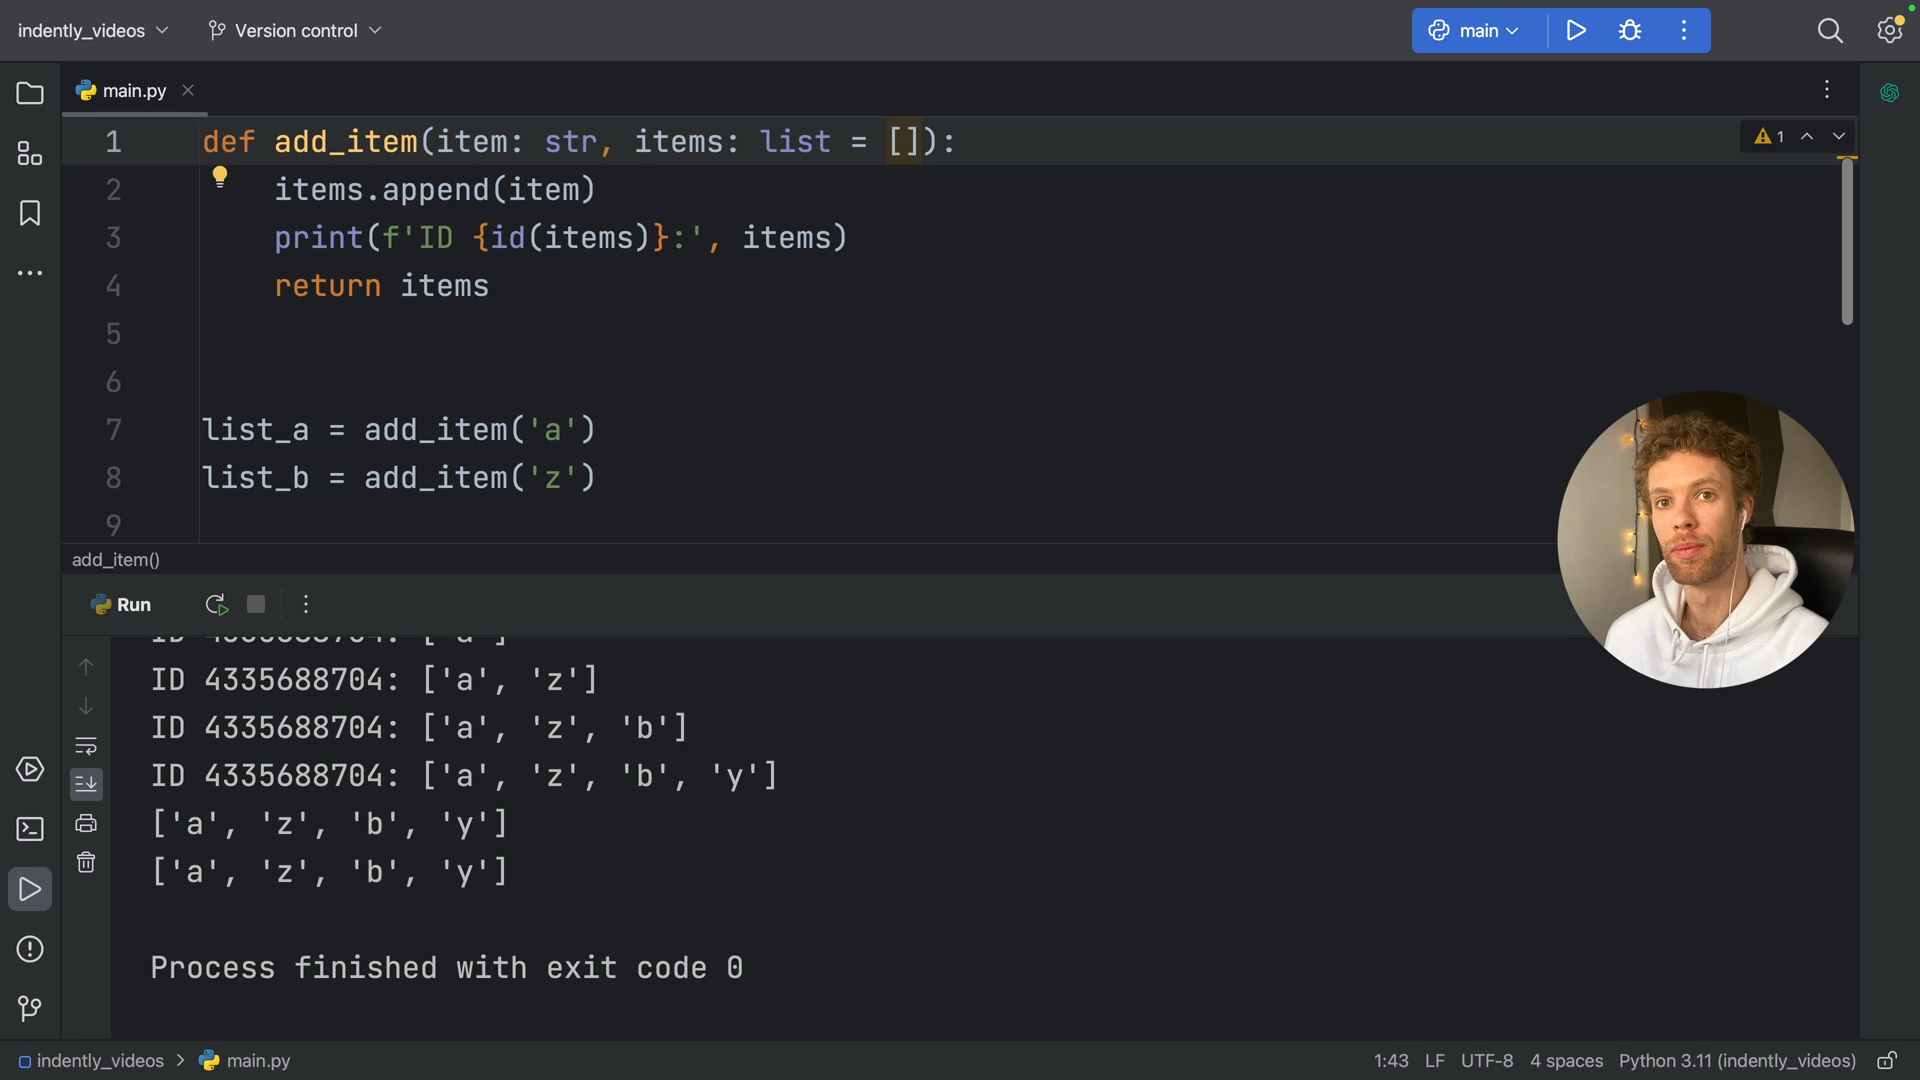 indently_videos
Version control
main
main.py
1 def add_item(item: str, items: list = []):
1
2 items.append(item)
3 print(f'ID {id(items)}:', items)
4 return items
5
6
7 list_a = add_item('a')
8 list_b = add_item('z')
9
add_item()
Run
ID 4335688704: ['a', 'z']
ID 4335688704: ['a', 'z', 'b']
ID 4335688704: ['a', 'z', 'b', 'y']
['a', 'z', 'b', 'y']
['a', 'z', 'b', 'y']
Process finished with exit code 0
indently_videos > main.py
1:43 LF UTF-8 4 spaces Python 3.11 (indently_videos)